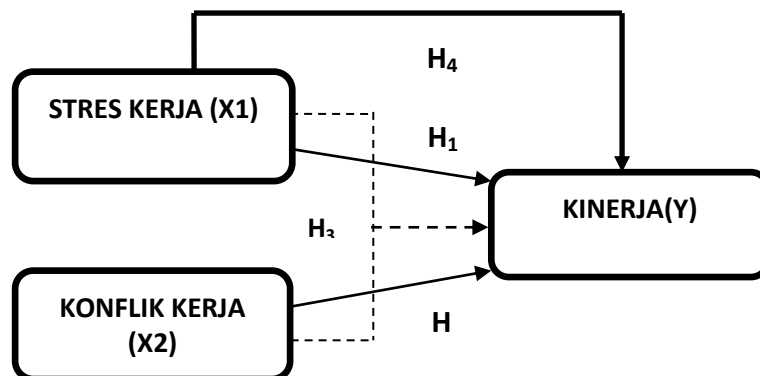 H₄
STRES KERJA (X1)
H₁
KINERJA(Y)
H₃
KONFLIK KERJA
(X2)
H